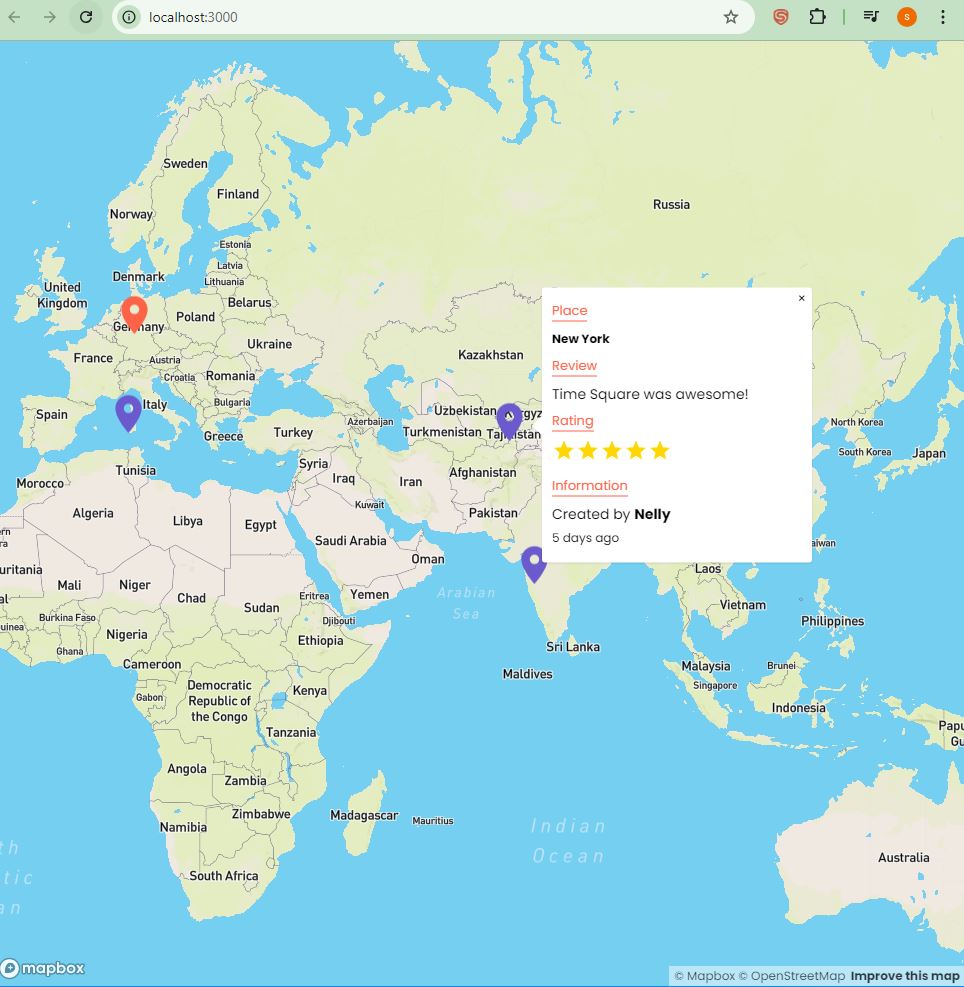 localhost:3000
S
Sweden
Finland
Norway
Russia
Estonia
Latvia
Lithuania
Denmark
United
Kingdom
Belarus
Poland
Germany
Ukraine
France
Austria
Croatia
Romania
Kazakhstan
Italy
Bulgaria
Spain
Greece
Turkey
Azerbaijan
Uzbekistan
Turkmenistan
Tajikistan
×
Place
New York
Review
Time Square was awesome!
Rating
Information
Created by Nelly
5 days ago
North Korea
South Korea
Japan
Tunisia
Syria
Morocco
Iraq
Iran
Afghanistan
Kuwait
Pakistan
Algeria
Libya
Egypt
Saudi Arabia
aiwan
Oman
uritania
Mali
Niger
Chad
Sudan
Eritrea
Yemen
Arabian
Sea
Laos
Vietnam
Philippines
Burkina Faso
Djibouti
uinea
Nigeria
Ethiopia
Ghana
Sri Lanka
Cameroon
Maldives
Malaysia
Brunei
Singapore
Gabon
Democratic
Republic of
the Congo
Kenya
Indonesia
Papu
Gu
Tanzania
Angola
Zambia
Zimbabwe
Madagascar
Mauritius
Namibia
Indian
Ocean
South Africa
Australia
th
tic
an
mapbox
© Mapbox © OpenStreetMap Improve this map